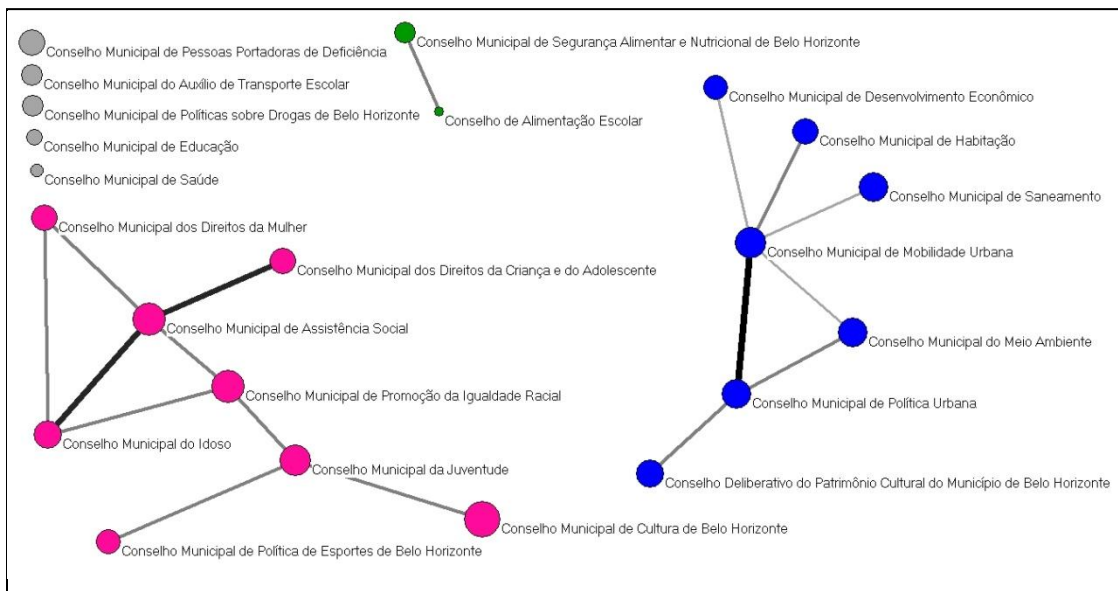 Conselho Municipal de Pessoas Portadoras de Deficiência
Conselho Municipal do Auxílio de Transporte Escolar
Conselho Municipal de Políticas sobre Drogas de Belo Horizonte
Conselho Municipal de Educação
Conselho Municipal de Saúde
Conselho Municipal de Segurança Alimentar e Nutricional de Belo Horizonte
Conselho de Alimentação Escolar
Conselho Municipal de Desenvolvimento Econômico
Conselho Municipal de Habitação
Conselho Municipal de Saneamento
Conselho Municipal de Mobilidade Urbana
Conselho Municipal do Meio Ambiente
Conselho Municipal de Política Urbana
Conselho Deliberativo do Patrimônio Cultural do Município de Belo Horizonte
Conselho Municipal dos Direitos da Mulher
Conselho Municipal dos Direitos da Criança e do Adolescente
Conselho Municipal de Assistência Social
Conselho Municipal de Promoção da Igualdade Racial
Conselho Municipal do Idoso
Conselho Municipal da Juventude
Conselho Municipal de Cultura de Belo Horizonte
Conselho Municipal de Política de Esportes de Belo Horizonte